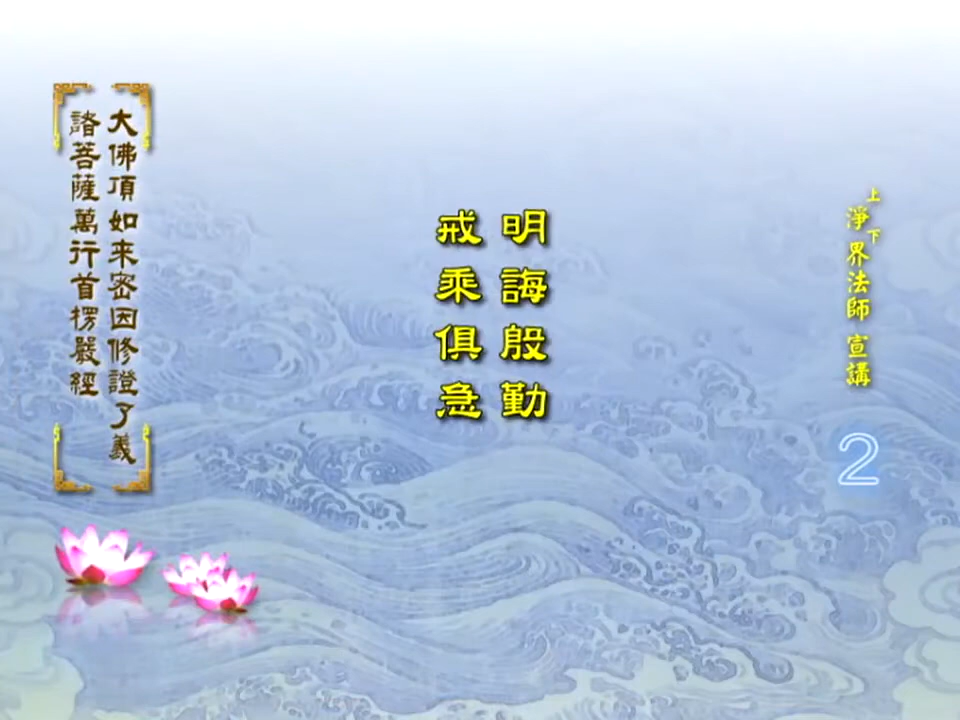 上淨下界法師 宣講
2
明誨殷勤
戒乘俱急
大佛頂如来密因修證了義
諸菩薩萬行首楞嚴經